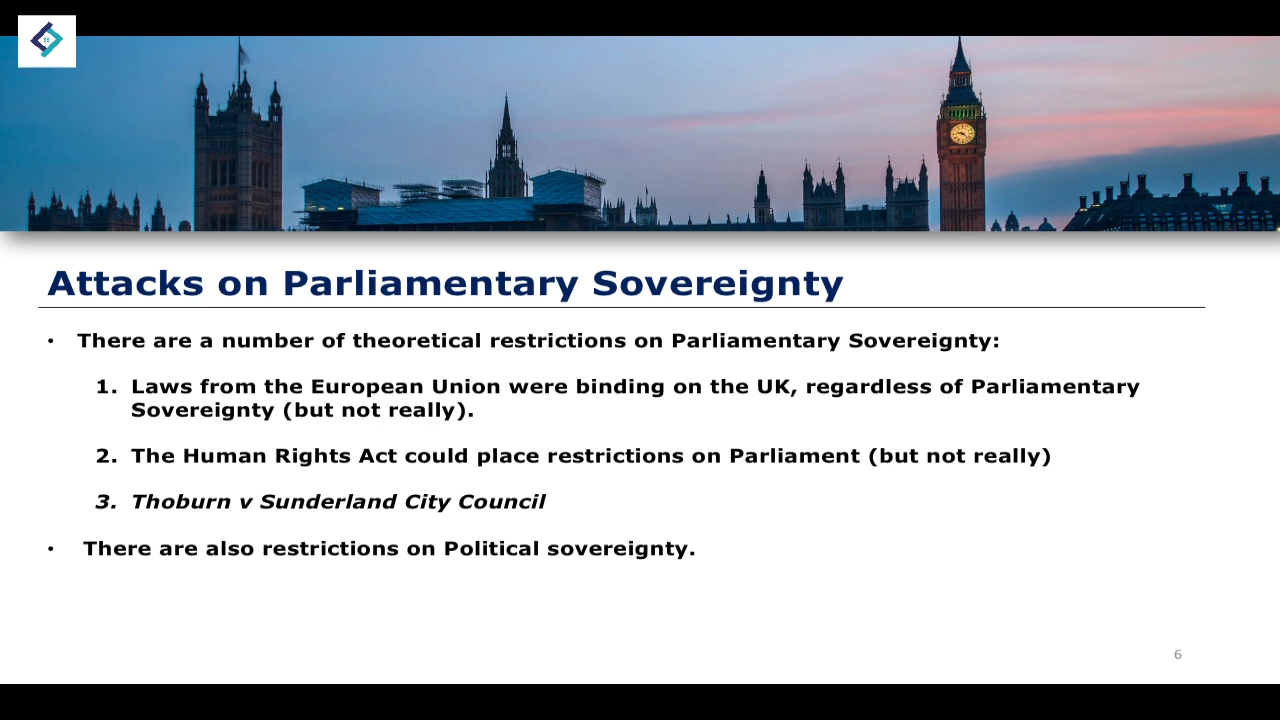 Attacks on Parliamentary Sovereignty
• There are a number of theoretical restrictions on Parliamentary Sovereignty:
1. Laws from the European Union were binding on the UK, regardless of Parliamentary
Sovereignty (but not really).
2. The Human Rights Act could place restrictions on Parliament (but not really)
3. Thoburn v Sunderland City Council
• There are also restrictions on Political sovereignty.
6